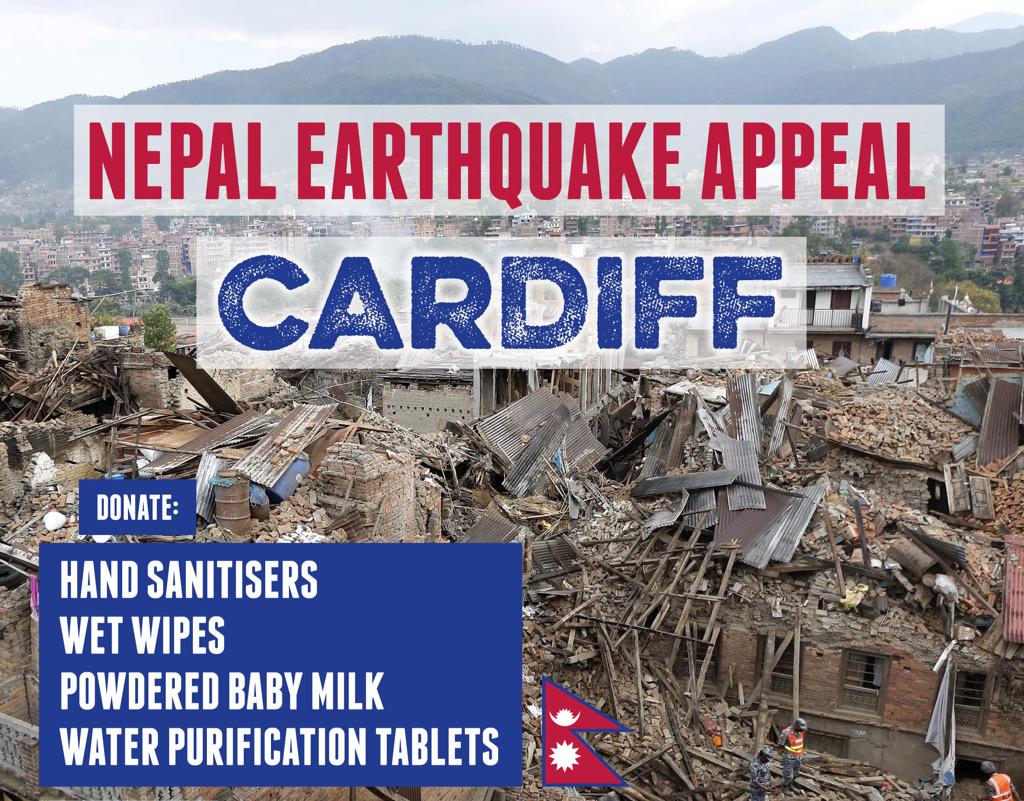 NEPAL EARTHQUAKE APPEAL
CARDIFF
DONATE:
HAND SANITISERS
WET WIPES
POWDERED BABY MILK
WATER PURIFICATION TABLETS